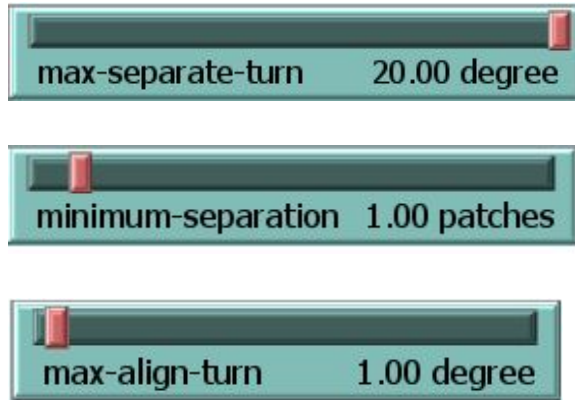 max-separate-turn 20.00 degree
minimum-separation 1.00 patches
max-align-turn 1.00 degree